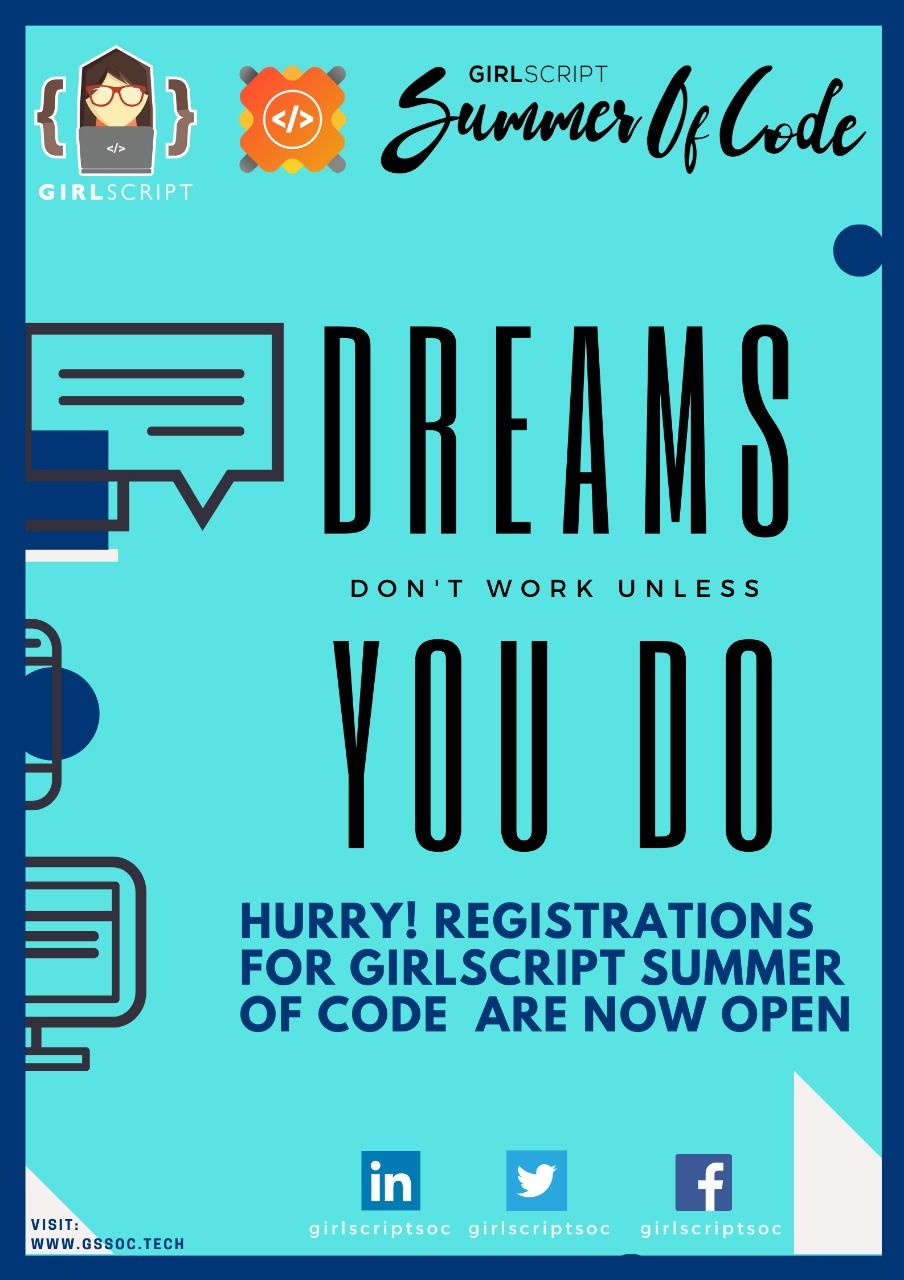 GIRLSCRIPT
</>
</>
GIRLSCRIPT
Summer Of Code
DREAMS
DON'T WORK UNLESS
YOU DO
HURRY! REGISTRATIONS
FOR GIRLSCRIPT SUMMER
OF CODE ARE NOW OPEN
in
f
girlscriptsoc girlscriptsoc girlscriptsoc
VISIT:
WWW.GSSOC.TECH